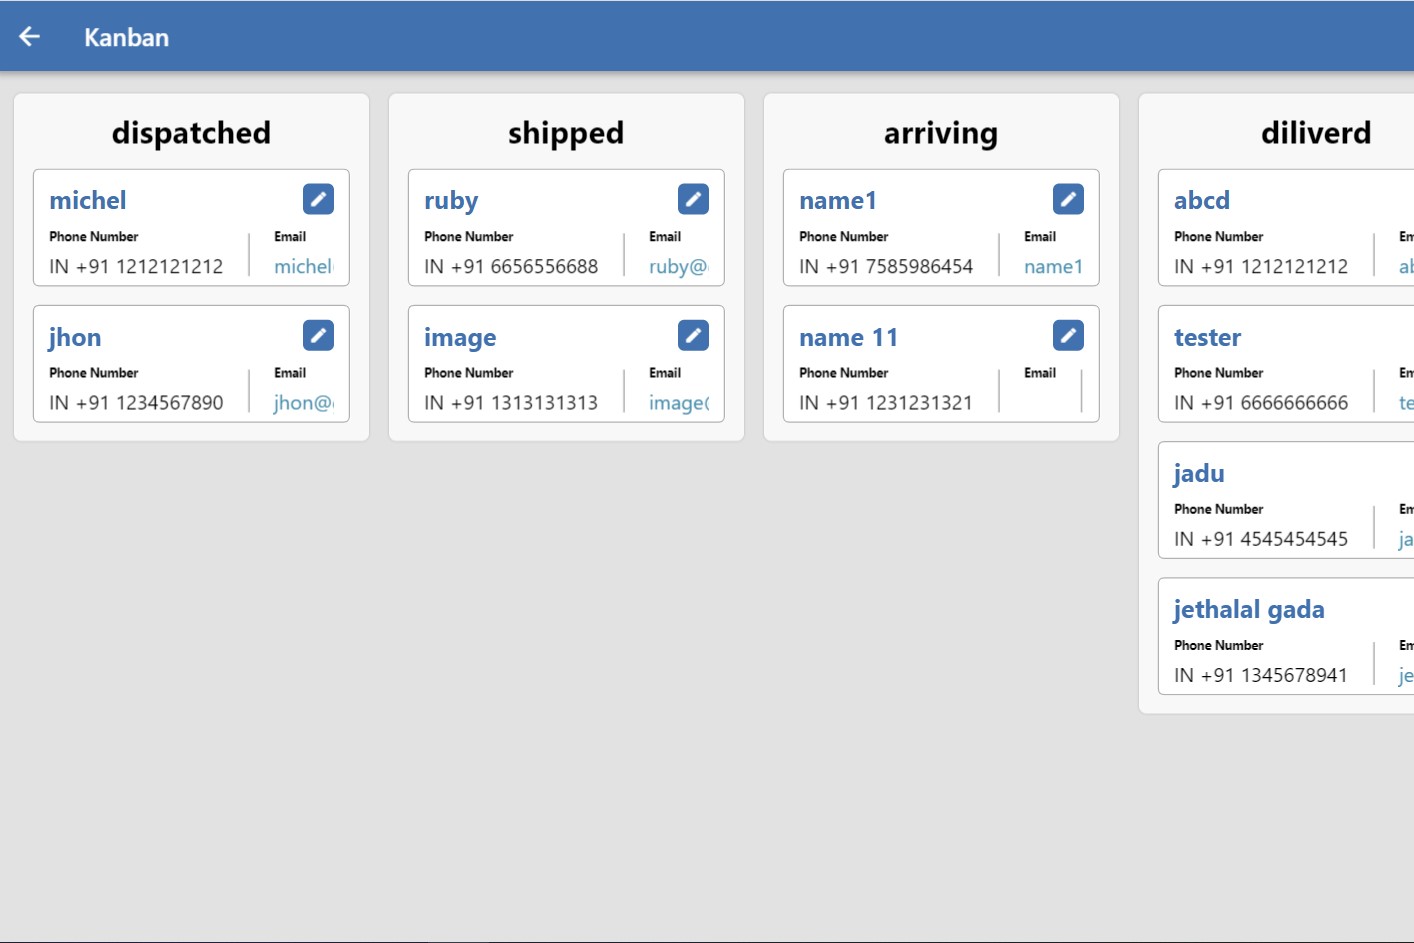 Kanban
dispatched
michel
Phone Number Email
IN +91 1212121212 michel
jhon
Phone Number Email
IN +91 1234567890 jhon@
shipped
ruby
Phone Number Email
IN +91 6656556688 ruby@
image
Phone Number Email
IN +91 1313131313 image
arriving
name1
Phone Number Email
IN +91 7585986454 name1
name 11
Phone Number Email
IN +91 1231231321
diliverd
abcd
Phone Number Em
IN +91 1212121212 ab
tester
Phone Number Em
IN +91 6666666666 te
jadu
Phone Number Em
IN +91 4545454545 ja
jethalal gada
Phone Number Em
IN +91 1345678941 je